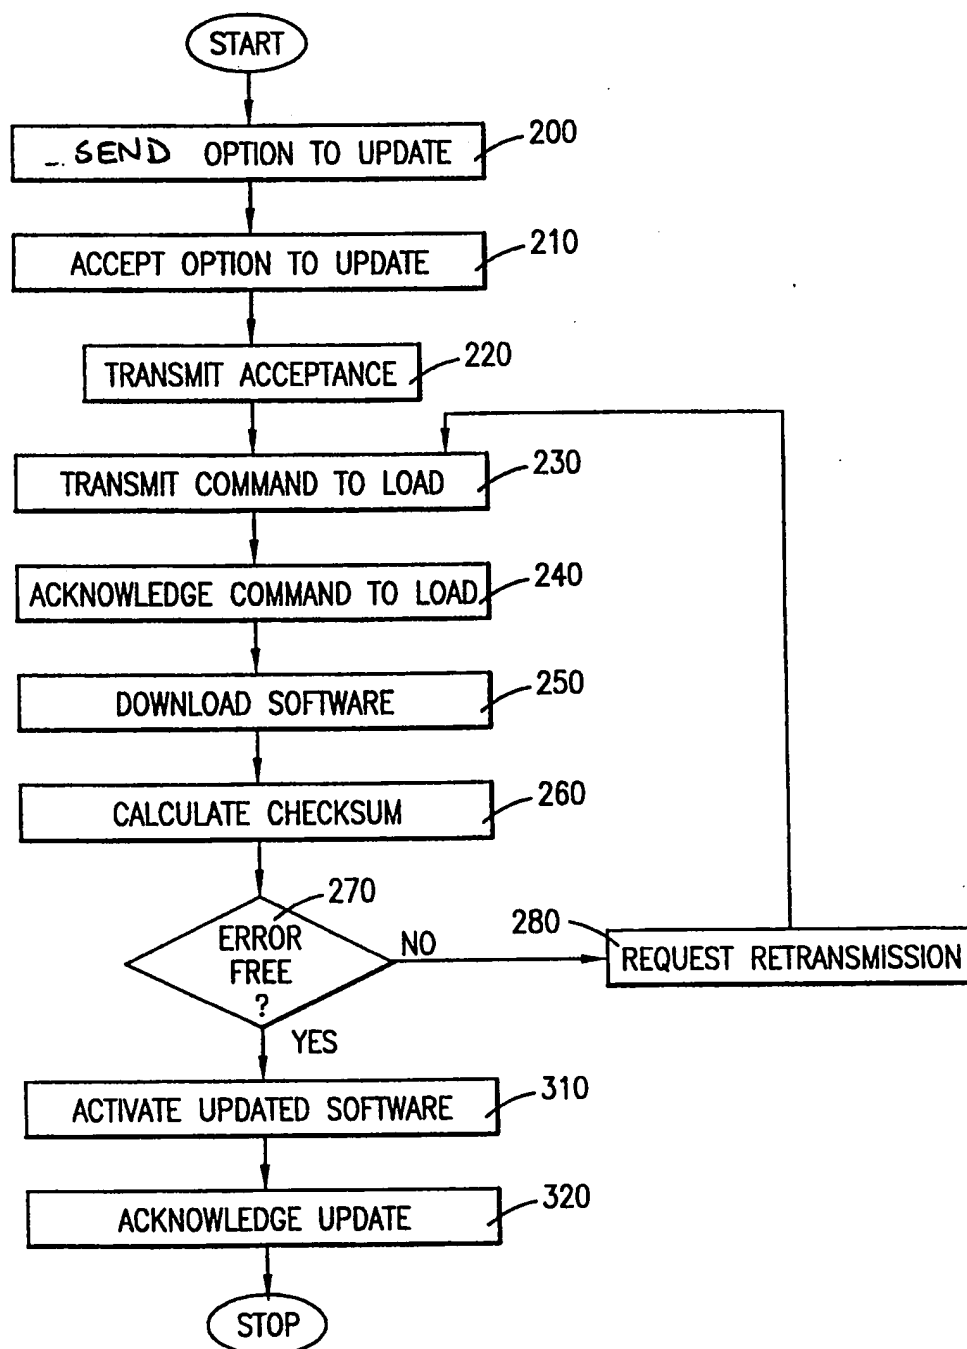 START
SEND OPTION TO UPDATE
200
ACCEPT OPTION TO UPDATE
210
TRANSMIT ACCEPTANCE
220
TRANSMIT COMMAND TO LOAD
230
ACKNOWLEDGE COMMAND TO LOAD
240
DOWNLOAD SOFTWARE
250
CALCULATE CHECKSUM
260
270
ERROR
FREE
?
NO
280
REQUEST RETRANSMISSION
YES
ACTIVATE UPDATED SOFTWARE
310
ACKNOWLEDGE UPDATE
320
STOP